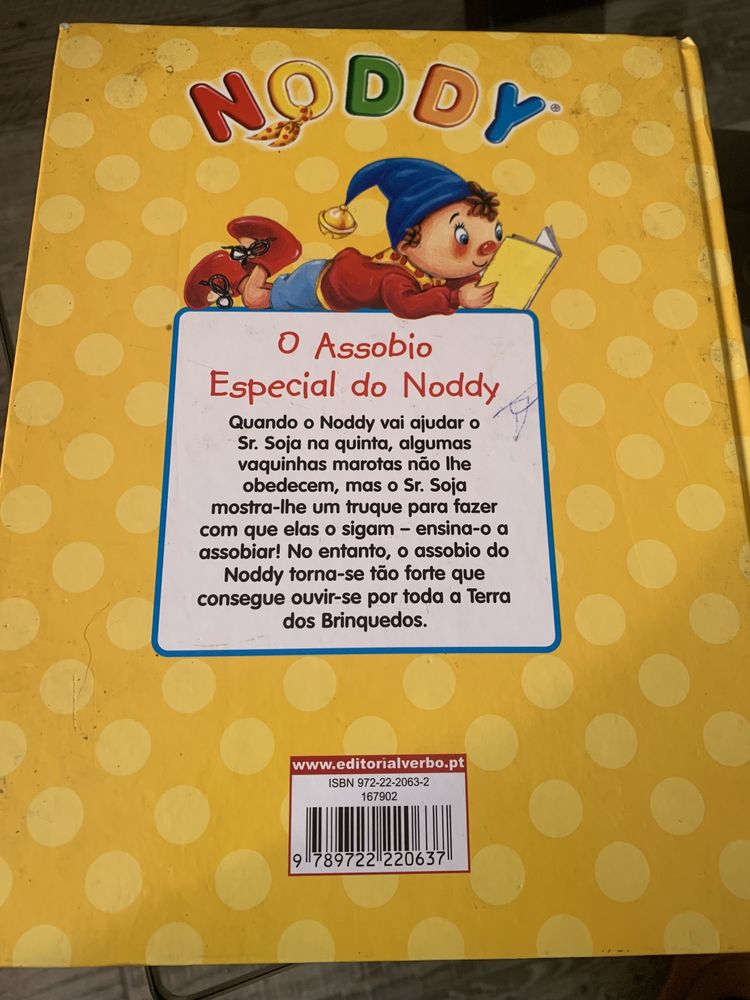 NODDY®
O Assobio
Especial do Noddy
Quando o Noddy vai ajudar o
Sr. Soja na quinta, algumas
vaquinhas marotas não lhe
obedecem, mas o Sr. Soja
mostra-lhe um truque para fazer
com que elas o sigam – ensina-o a
assobiar! No entanto, o assobio do
Noddy torna-se tão forte que
consegue ouvir-se por toda a Terra
dos Brinquedos.
www.editorialverbo.pt
ISBN 972-22-2063-2
167902
9 789722 220637